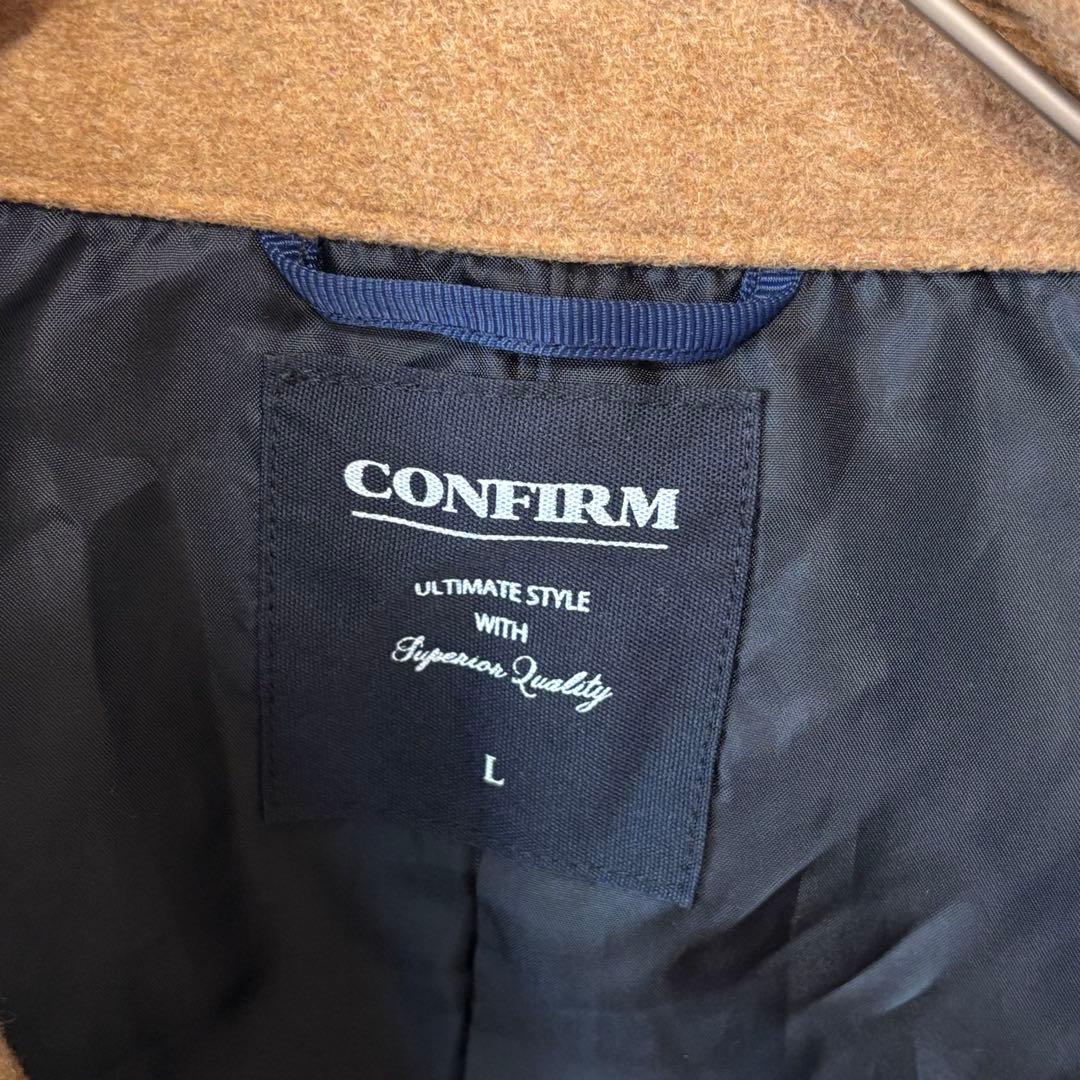 CONFIRM
ULTIMATE STYLE
WITH
Superior Quality
L